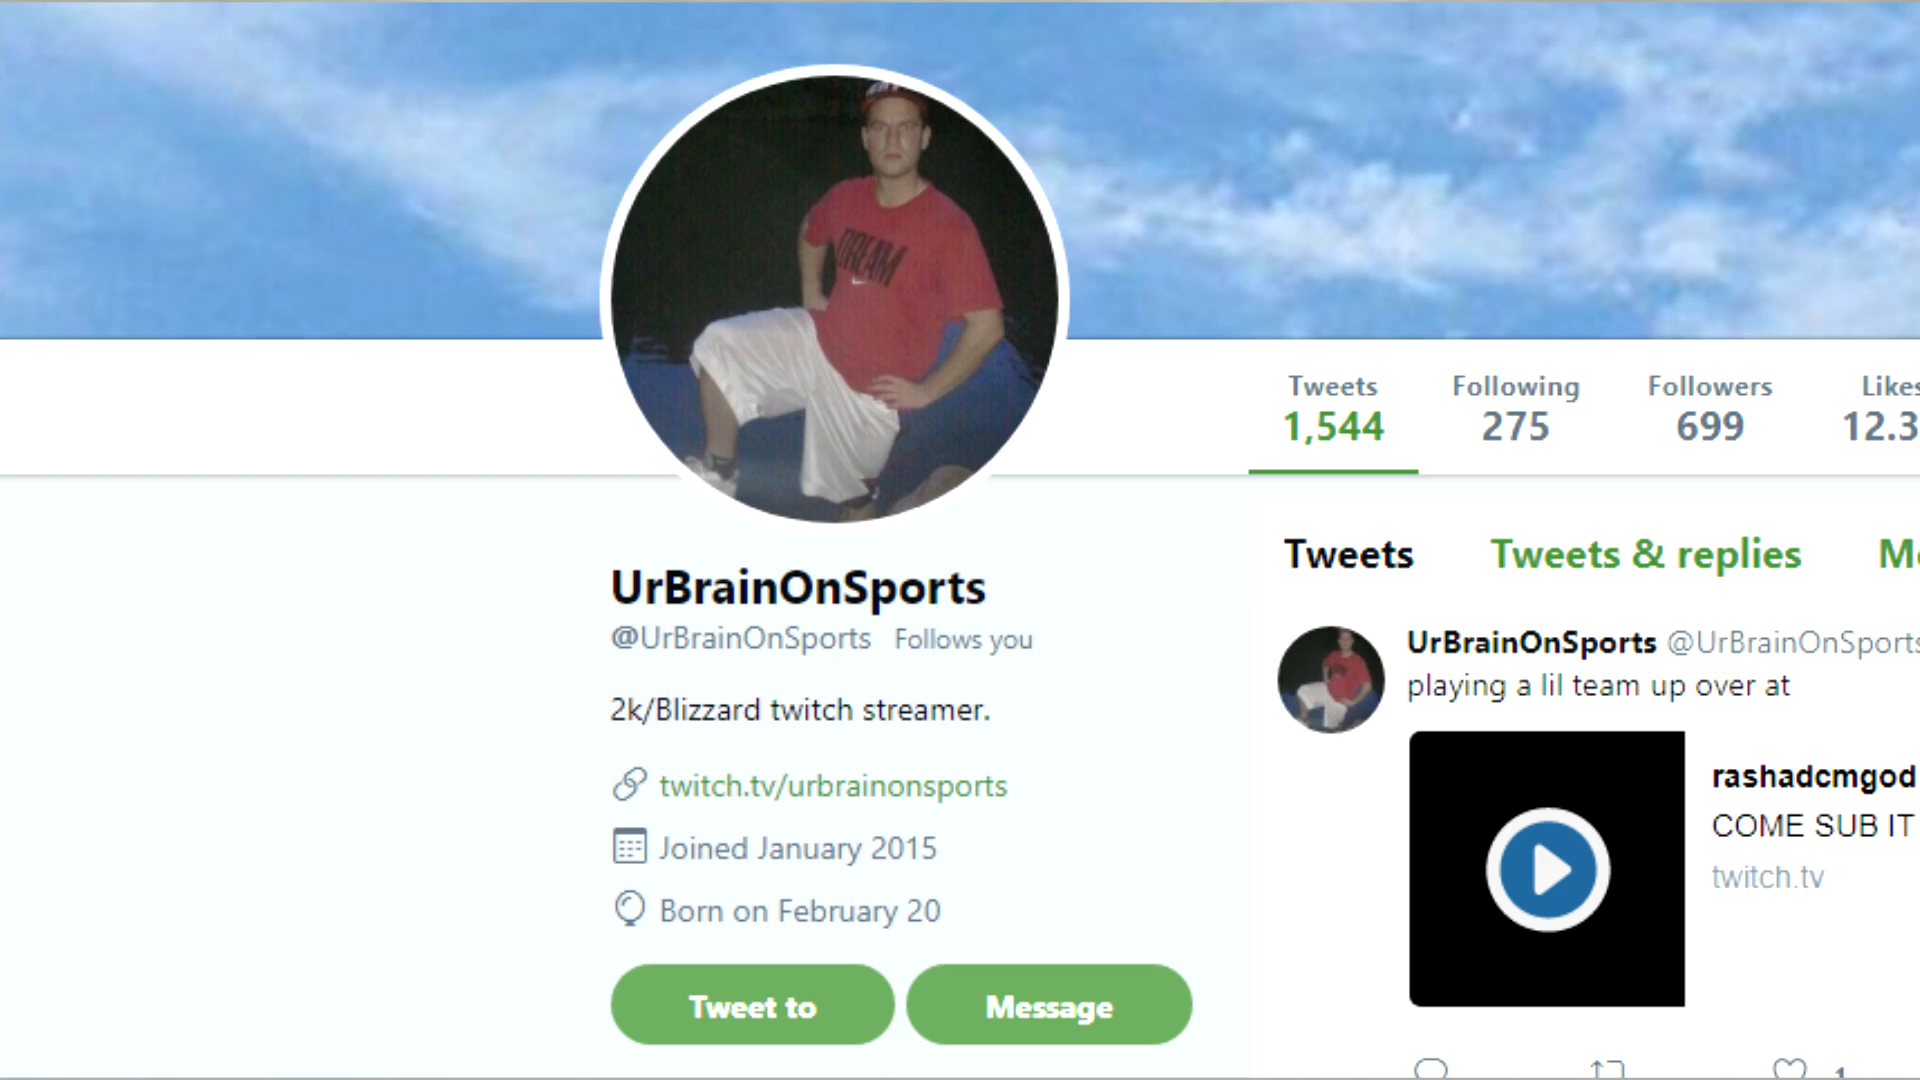 DREAM
Tweets Following Followers Likes
1,544 275 699 12.3
Tweets Tweets & replies
UrBrainOnSports
@UrBrainOnSports Follows you
2k/Blizzard twitch streamer.
twitch.tv/urbrainonsports
Joined January 2015
Born on February 20
Tweet to Message
UrBrainOnSports @UrBrainOnSports
playing a lil team up over at
rashadcmgod
COME SUB IT
twitch.tv
1